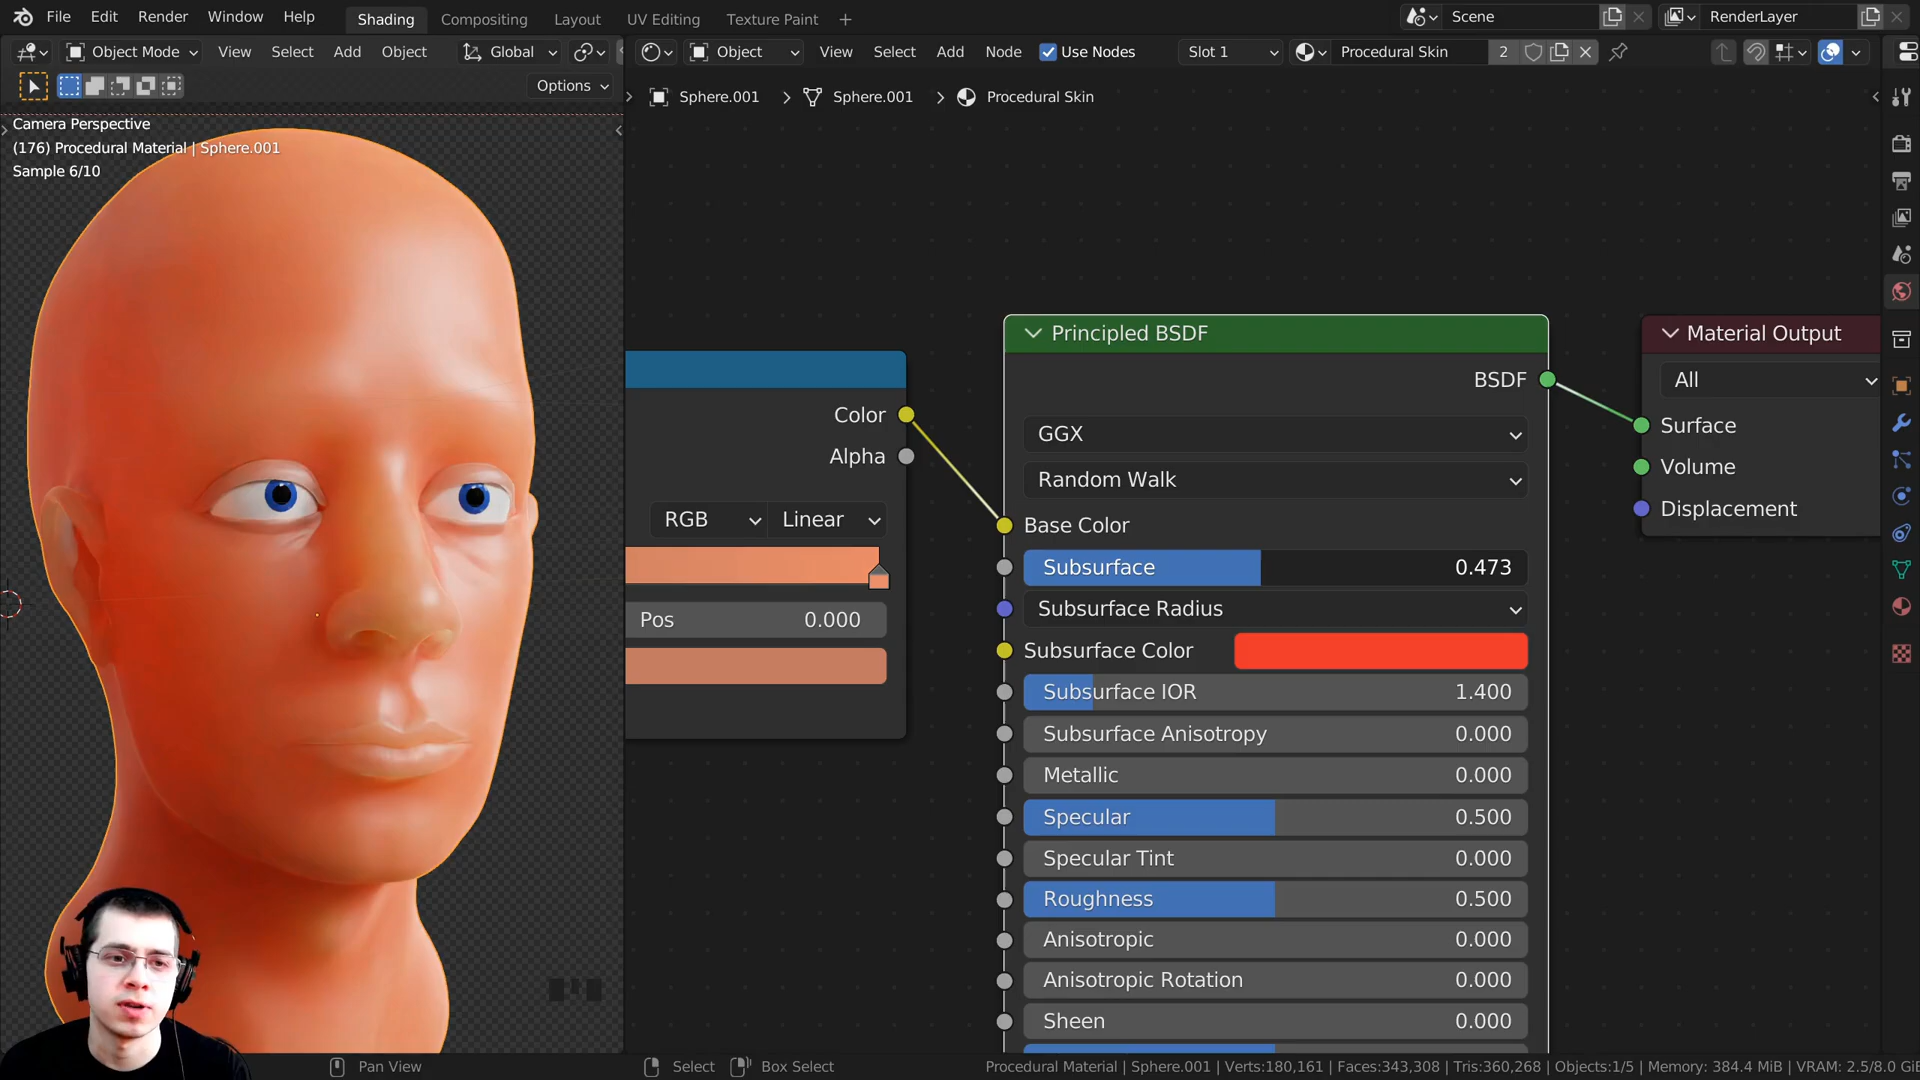 File Edit Render Window Help Shading Compositing Layout UV Editing Texture Paint + Scene RenderLayer
Object Mode View Select Add Object Global Object View Select Add Node Use Nodes Slot 1 Procedural Skin 2
Options Sphere.001 Sphere.001 Procedural Skin
Camera Perspective
(176) Procedural Material | Sphere.001
Sample 6/10
Color
Alpha
RGB Linear
Pos 0.000
Principled BSDF
BSDF
GGX
Random Walk
Base Color
Subsurface 0.473
Subsurface Radius
Subsurface Color
Subsurface IOR 1.400
Subsurface Anisotropy 0.000
Metallic 0.000
Specular 0.500
Specular Tint 0.000
Roughness 0.500
Anisotropic 0.000
Anisotropic Rotation 0.000
Sheen 0.000
Material Output
All
Surface
Volume
Displacement
Pan View Select Box Select Procedural Material | Sphere.001 | Verts:180,161 | Faces:343,308 | Tris:360,268 | Objects:1/5 | Memory: 384.4 MiB | VRAM: 2.5/8.0